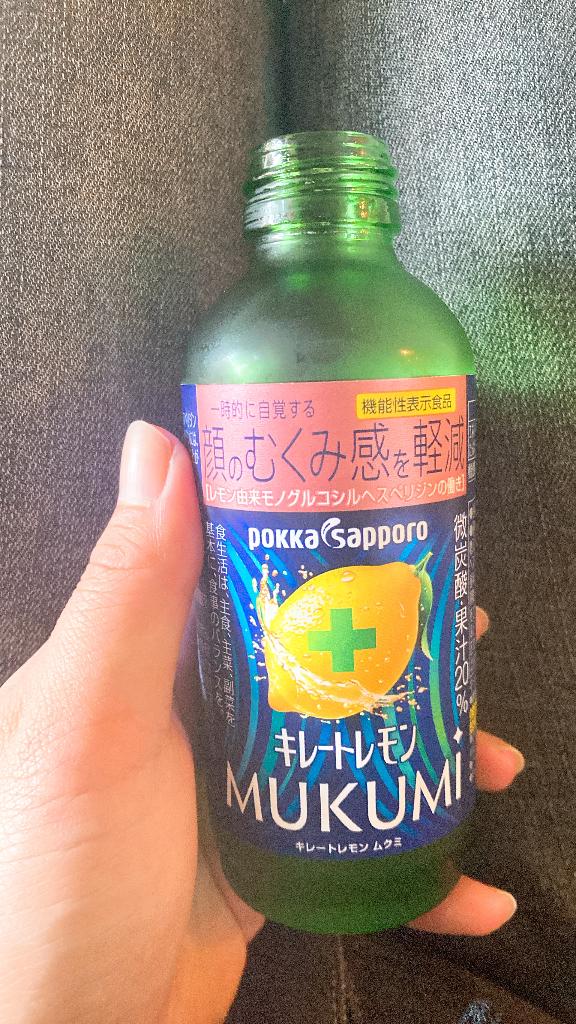 一時的に自覚する
機能性表示食品
顔のむくみ感を軽減
【レモン由来モノグルコシルヘスペリジンの働き】
pokka sapporo
食生活は、主食、主菜、副菜を
基本に、食事のバランスを。
微炭酸・果汁20%
キレートレモン
MUKUMI
キレートレモン ムクミ